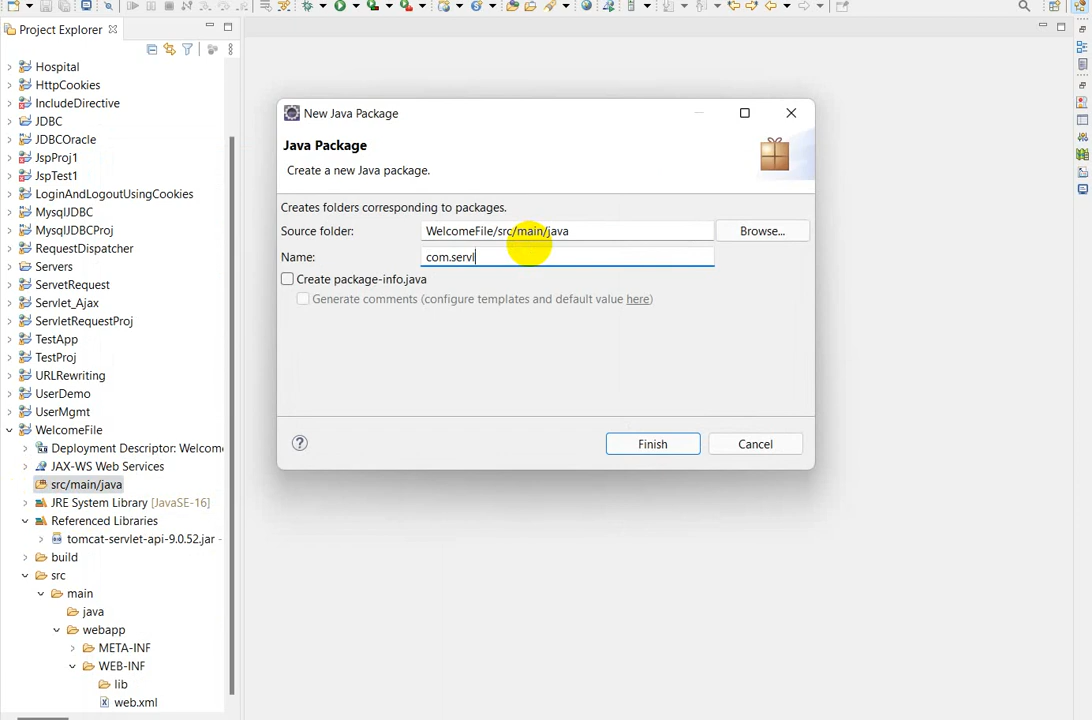 Project Explorer
Hospital
HttpCookies
IncludeDirective
JDBC
JDBCOracle
JspProj1
JspTest1
LoginAndLogoutUsingCookies
MysqlJDBC
MysqlJDBCProj
RequestDispatcher
Servers
ServetRequest
Servlet_Ajax
ServletRequestProj
TestApp
TestProj
URLRewriting
UserDemo
UserMgmt
WelcomeFile
Deployment Descriptor: Welcom
JAX-WS Web Services
src/main/java
JRE System Library [JavaSE-16]
Referenced Libraries
tomcat-servlet-api-9.0.52.jar -
build
src
main
java
webapp
META-INF
WEB-INF
lib
web.xml
New Java Package
Java Package
Create a new Java package.
Creates folders corresponding to packages.
Source folder: WelcomeFile/src/main/java Browse...
Name: com.servl
Create package-info.java
Generate comments (configure templates and default value here)
? Finish Cancel